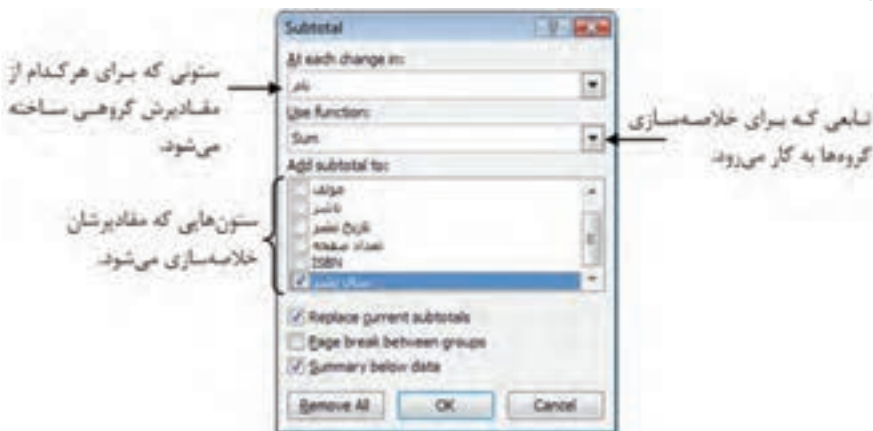 Subtotal
At each change in:
نام
Use function:
Sum
Add subtotal to:
مولف
ناشر
تاریخ نشر
تعداد صفحه
ISBN
سال نشر
Replace current subtotals
Page break between groups
Summary below data
Remove All
OK
Cancel
ستونی که برای هرکدام از
مقادیرش گروهی ساخته
می‌شود.
تابعی که برای خلاصه‌سازی
گروه‌ها به کار می‌رود.
ستون‌هایی که مقادیرشان
خلاصه‌سازی می‌شود.